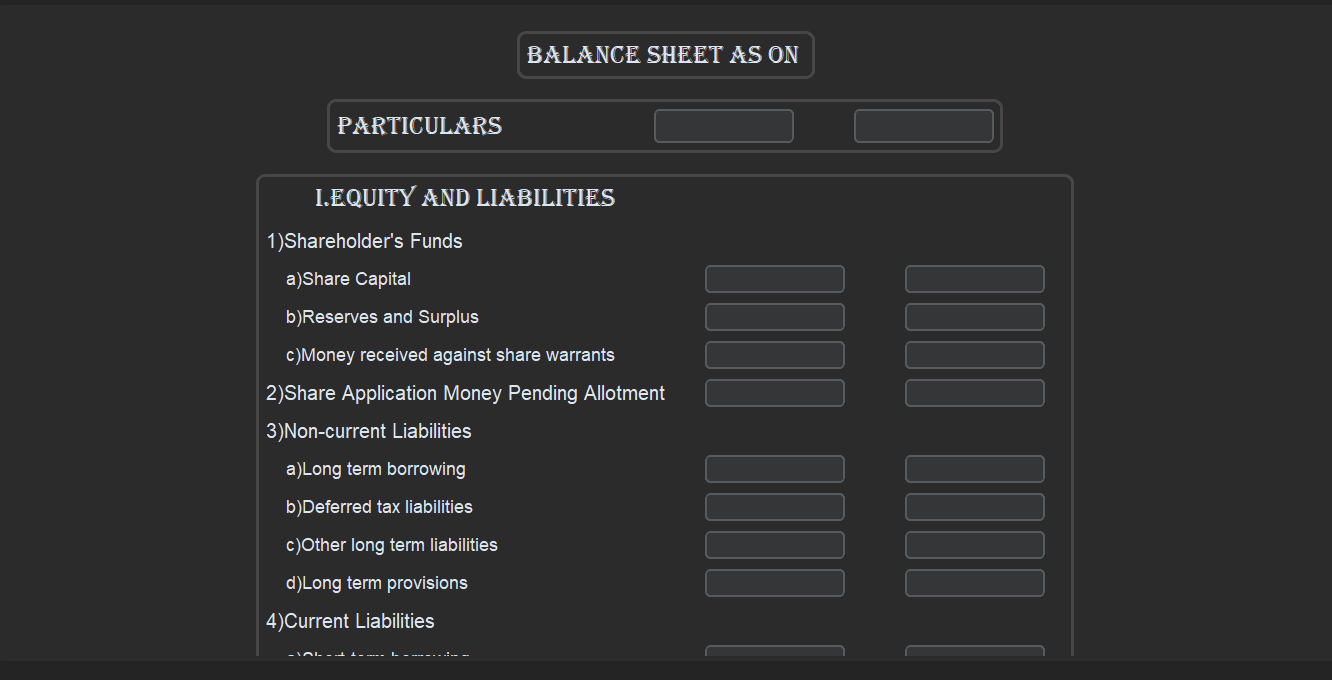 BALANCE SHEET AS ON
PARTICULARS
I.EQUITY AND LIABILITIES
1)Shareholder's Funds
a)Share Capital
b)Reserves and Surplus
c)Money received against share warrants
2)Share Application Money Pending Allotment
3)Non-current Liabilities
a)Long term borrowing
b)Deferred tax liabilities
c)Other long term liabilities
d)Long term provisions
4)Current Liabilities